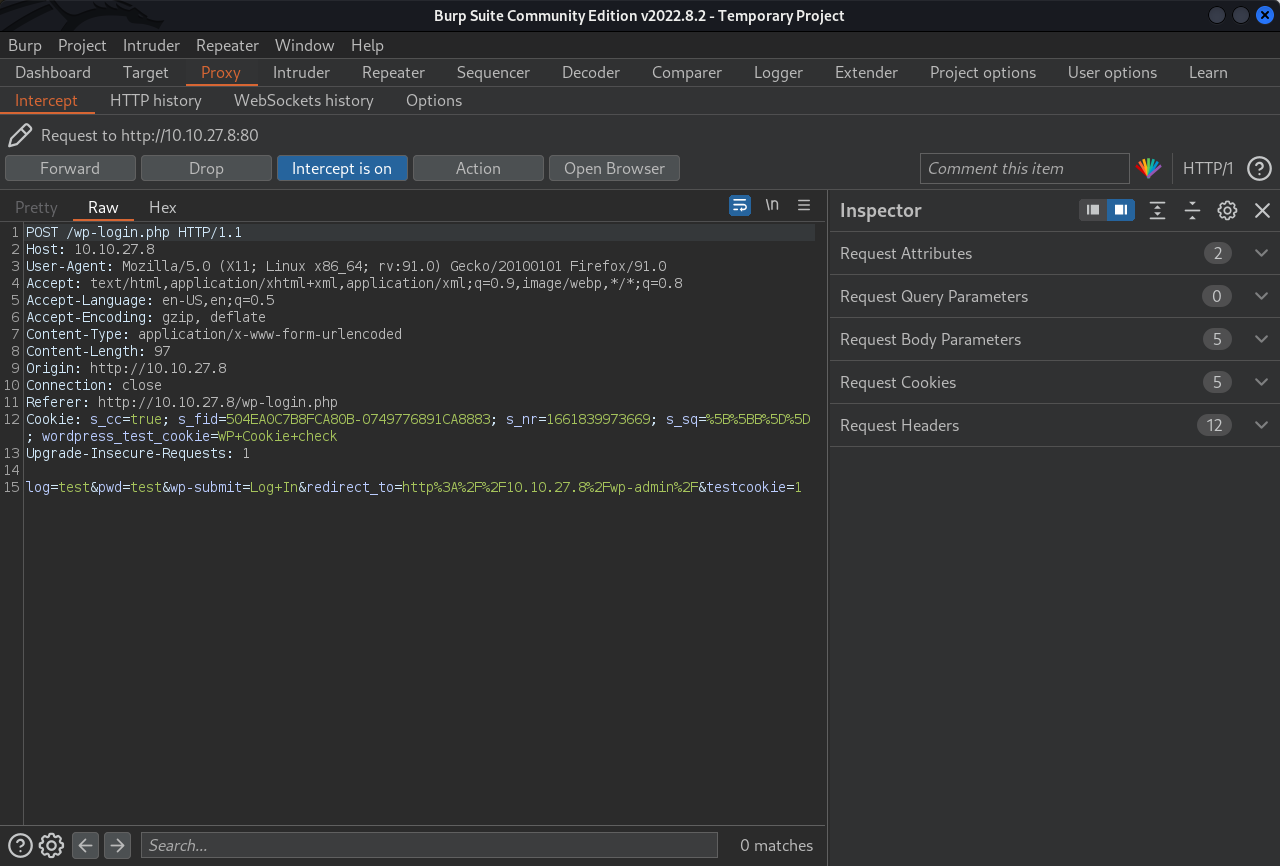 Burp Suite Community Edition v2022.8.2 - Temporary Project
Burp Project Intruder Repeater Window Help
Dashboard Target Proxy Intruder Repeater Sequencer Decoder Comparer Logger Extender Project options User options Learn
Intercept HTTP history WebSockets history Options
Request to http://10.10.27.8:80
Forward Drop Intercept is on Action Open Browser Comment this item HTTP/1 ?
Pretty Raw Hex \n
Inspector
1 POST /wp-login.php HTTP/1.1
2 Host: 10.10.27.8
3 User-Agent: Mozilla/5.0 (X11; Linux x86_64; rv:91.0) Gecko/20100101 Firefox/91.0
4 Accept: text/html,application/xhtml+xml,application/xml;q=0.9,image/webp,*/*;q=0.8
5 Accept-Language: en-US,en;q=0.5
6 Accept-Encoding: gzip, deflate
7 Content-Type: application/x-www-form-urlencoded
8 Content-Length: 97
9 Origin: http://10.10.27.8
10 Connection: close
11 Referer: http://10.10.27.8/wp-login.php
12 Cookie: s_cc=true; s_fid=504EA0C7B8FCA80B-0749776891CA8883; s_nr=1661839973669; s_sq=%5B%5BB%5D%5D
; wordpress_test_cookie=WP+Cookie+check
13 Upgrade-Insecure-Requests: 1
14
15 log=test&pwd=test&wp-submit=Log+In&redirect_to=http%3A%2F%2F10.10.27.8%2Fwp-admin%2F&testcookie=1
Request Attributes 2
Request Query Parameters 0
Request Body Parameters 5
Request Cookies 5
Request Headers 12
? Search... 0 matches